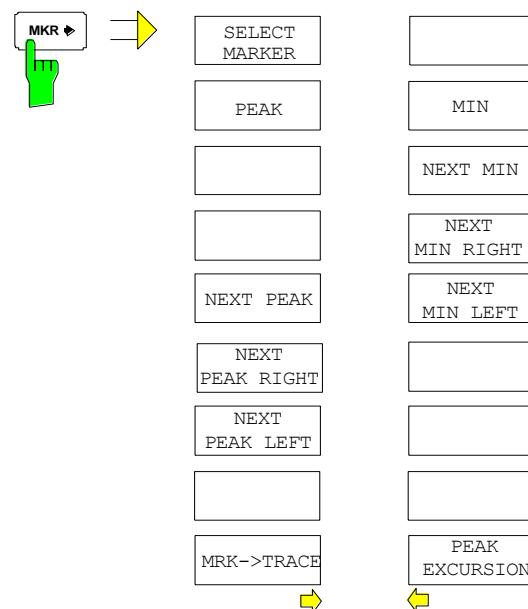 MKR
SELECT
MARKER
PEAK
NEXT PEAK
NEXT
PEAK RIGHT
NEXT
PEAK LEFT
MRK->TRACE
MIN
NEXT MIN
NEXT
MIN RIGHT
NEXT
MIN LEFT
PEAK
EXCURSION